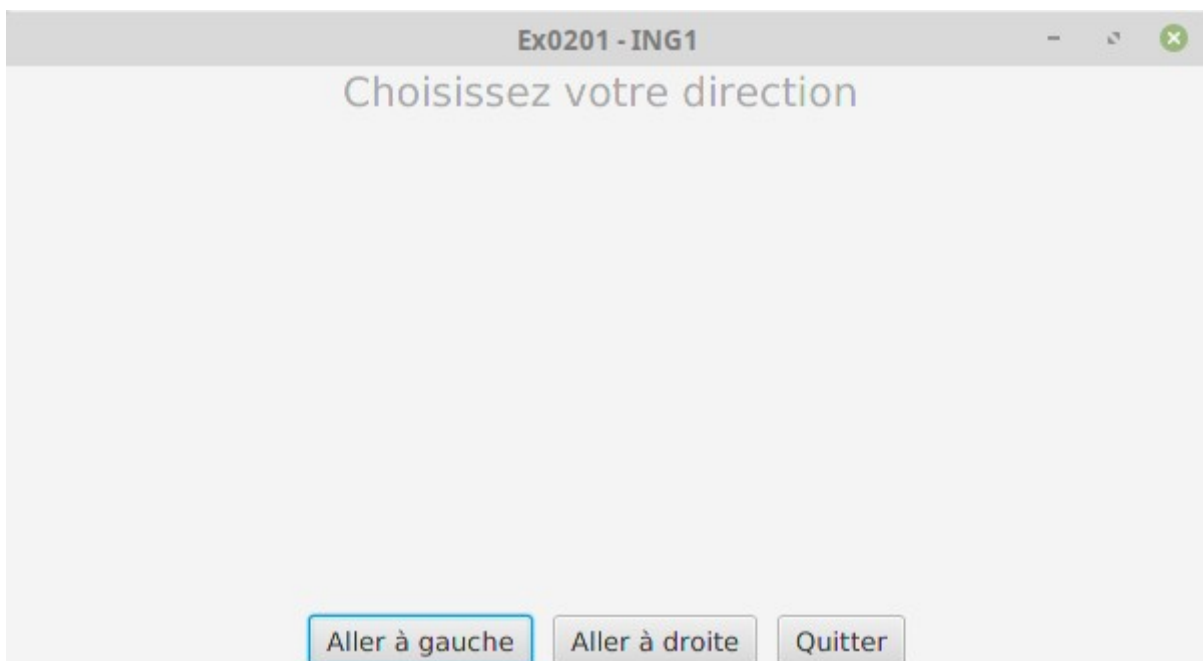 Ex0201 - ING1
Choisissez votre direction
Aller à gauche Aller à droite Quitter